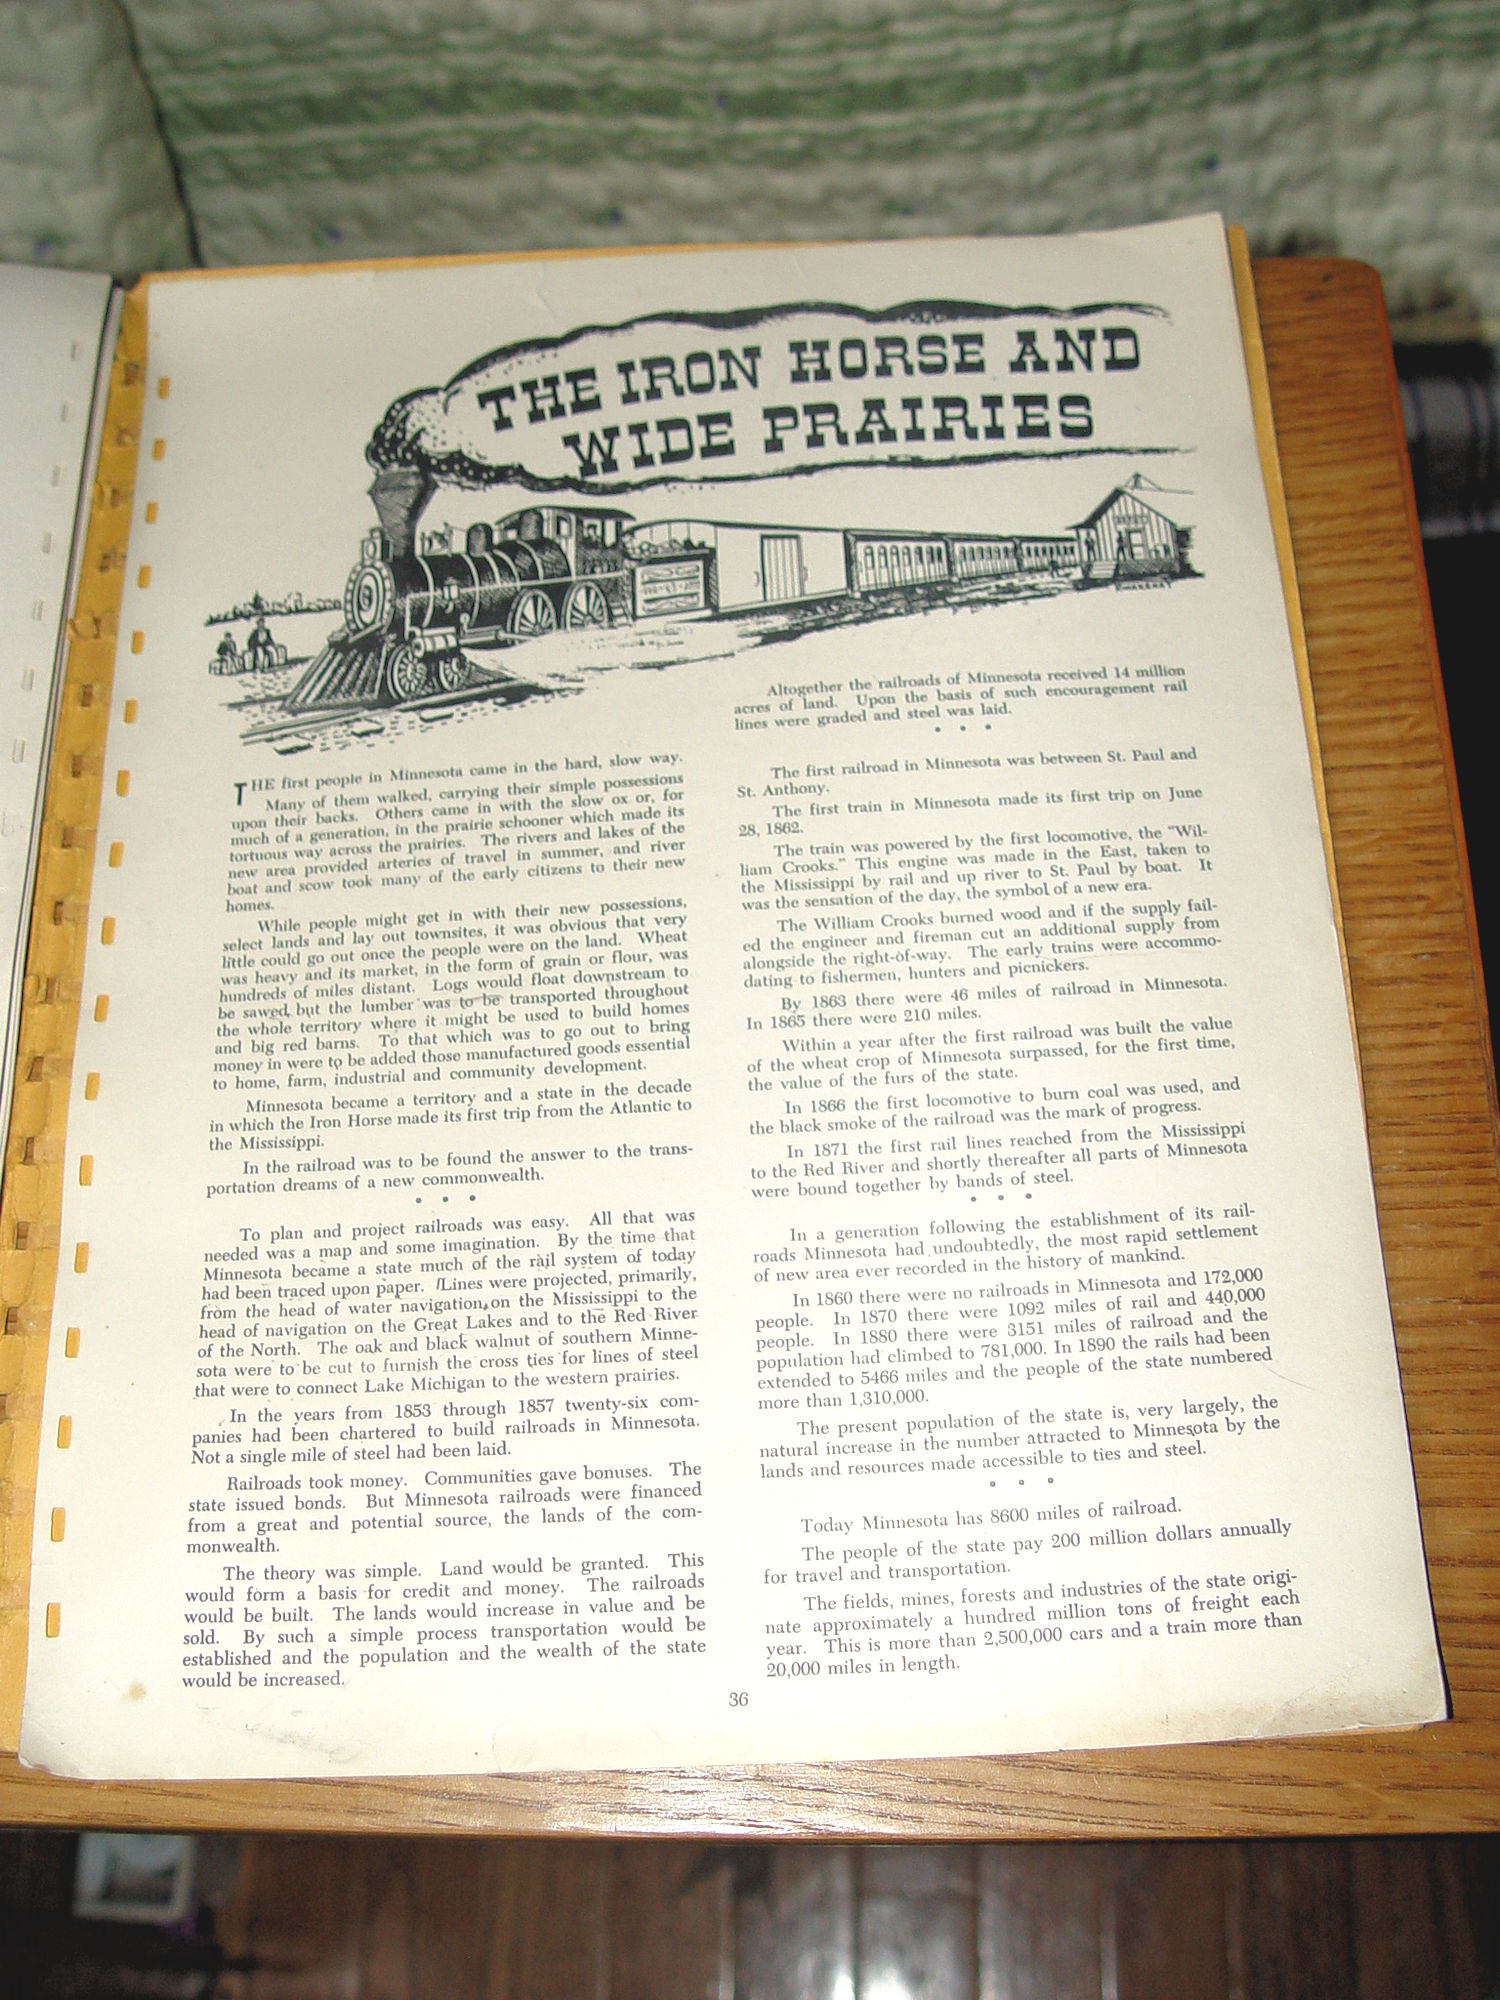 THE IRON HORSE AND
WIDE PRAIRIES
THE first people in Minnesota came in the hard, slow way.
Many of them walked, carrying their simple possessions
upon their backs. Others came in with the slow ox or, for
much of a generation, in the prairie schooner which made its
tortuous way across the prairies. The rivers and lakes of the
new area provided arteries of travel in summer, and river
boat and scow took many of the early citizens to their new
homes.
While people might get in with their new possessions,
select lands and lay out townsites, it was obvious that very
little could go out once the people were on the land. Wheat
was heavy and its market, in the form of grain or flour, was
hundreds of miles distant. Logs would float downstream to
be sawed but the lumber was to be transported throughout
the whole territory where it might be used to build homes
and big red barns. To that which was to go out to bring
money in were to be added those manufactured goods essential
to home, farm, industrial and community development.
Minnesota became a territory and a state in the decade
in which the Iron Horse made its first trip from the Atlantic to
the Mississippi.
In the railroad was to be found the answer to the trans-
portation dreams of a new commonwealth.
• • •
To plan and project railroads was easy. All that was
needed was a map and some imagination. By the time that
Minnesota became a state much of the rail system of today
had been traced upon paper. Lines were projected, primarily,
from the head of water navigation on the Mississippi to the
head of navigation on the Great Lakes and to the Red River
of the North. The oak and black walnut of southern Minne-
sota were to be cut to furnish the cross ties for lines of steel
that were to connect Lake Michigan to the western prairies.
In the years from 1853 through 1857 twenty-six com-
panies had been chartered to build railroads in Minnesota.
Not a single mile of steel had been laid.
Railroads took money. Communities gave bonuses. The
state issued bonds. But Minnesota railroads were financed
from a great and potential source, the lands of the com-
monwealth.
The theory was simple. Land would be granted. This
would form a basis for credit and money. The railroads
would be built. The lands would increase in value and be
sold. By such a simple process transportation would be
established and the population and the wealth of the state
would be increased.
Altogether the railroads of Minnesota received 14 million
acres of land. Upon the basis of such encouragement rail
lines were graded and steel was laid.
• • •
The first railroad in Minnesota was between St. Paul and
St. Anthony.
The first train in Minnesota made its first trip on June
28, 1862.
The train was powered by the first locomotive, the "Wil-
liam Crooks." This engine was made in the East, taken to
the Mississippi by rail and up river to St. Paul by boat. It
was the sensation of the day, the symbol of a new era.
The William Crooks burned wood and if the supply fail-
ed the engineer and fireman cut an additional supply from
alongside the right-of-way. The early trains were accommo-
dating to fishermen, hunters and picnickers.
By 1863 there were 46 miles of railroad in Minnesota.
In 1865 there were 210 miles.
Within a year after the first railroad was built the value
of the wheat crop of Minnesota surpassed, for the first time,
the value of the furs of the state.
In 1866 the first locomotive to burn coal was used, and
the black smoke of the railroad was the mark of progress.
In 1871 the first rail lines reached from the Mississippi
to the Red River and shortly thereafter all parts of Minnesota
were bound together by bands of steel.
• • •
In a generation following the establishment of its rail-
roads Minnesota had undoubtedly, the most rapid settlement
of new area ever recorded in the history of mankind.
In 1860 there were no railroads in Minnesota and 172,000
people. In 1870 there were 1092 miles of rail and 440,000
people. In 1880 there were 3151 miles of railroad and the
population had climbed to 781,000. In 1890 the rails had been
extended to 5466 miles and the people of the state numbered
more than 1,310,000.
The present population of the state is, very largely, the
natural increase in the number attracted to Minnesota by the
lands and resources made accessible to ties and steel.
• • •
Today Minnesota has 8600 miles of railroad.
The people of the state pay 200 million dollars annually
for travel and transportation.
The fields, mines, forests and industries of the state origi-
nate approximately a hundred million tons of freight each
year. This is more than 2,500,000 cars and a train more than
20,000 miles in length.
36